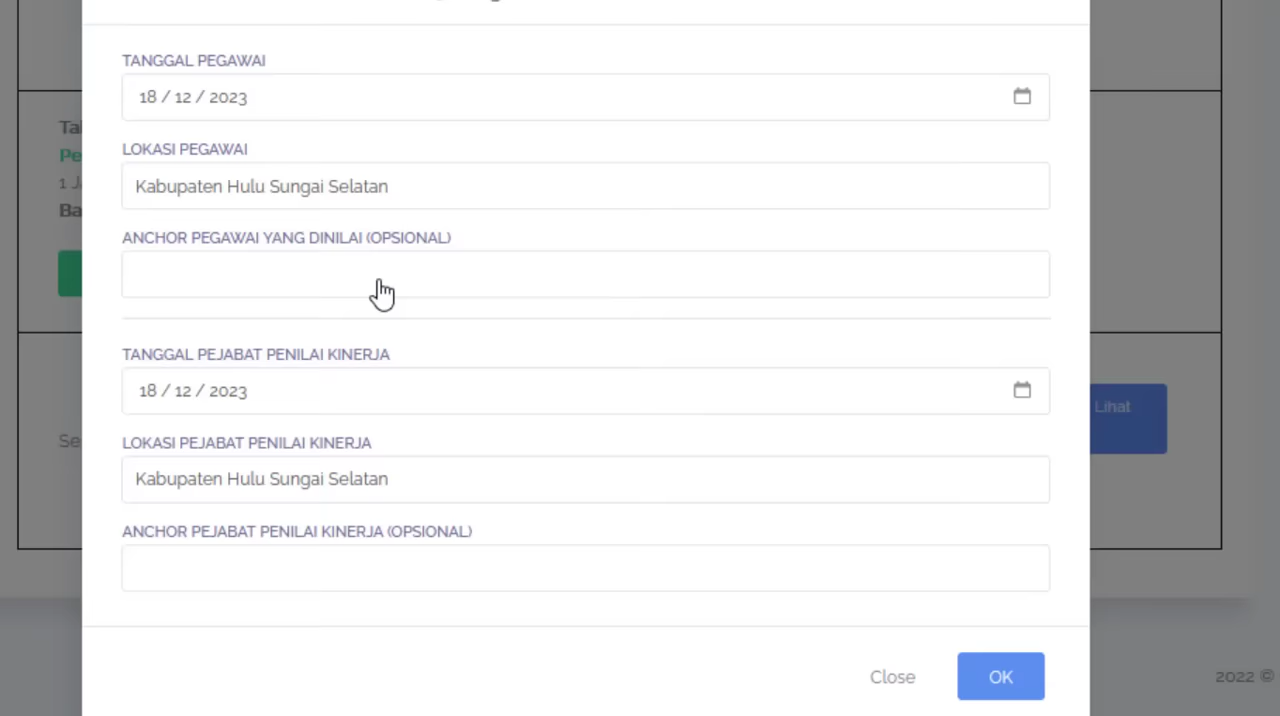 TANGGAL PEGAWAI
18 / 12 / 2023
LOKASI PEGAWAI
Kabupaten Hulu Sungai Selatan
ANCHOR PEGAWAI YANG DINILAI (OPSIONAL)
TANGGAL PEJABAT PENILAI KINERJA
18 / 12 / 2023
LOKASI PEJABAT PENILAI KINERJA
Kabupaten Hulu Sungai Selatan
ANCHOR PEJABAT PENILAI KINERJA (OPSIONAL)
Close
OK
Lihat
2022 ©